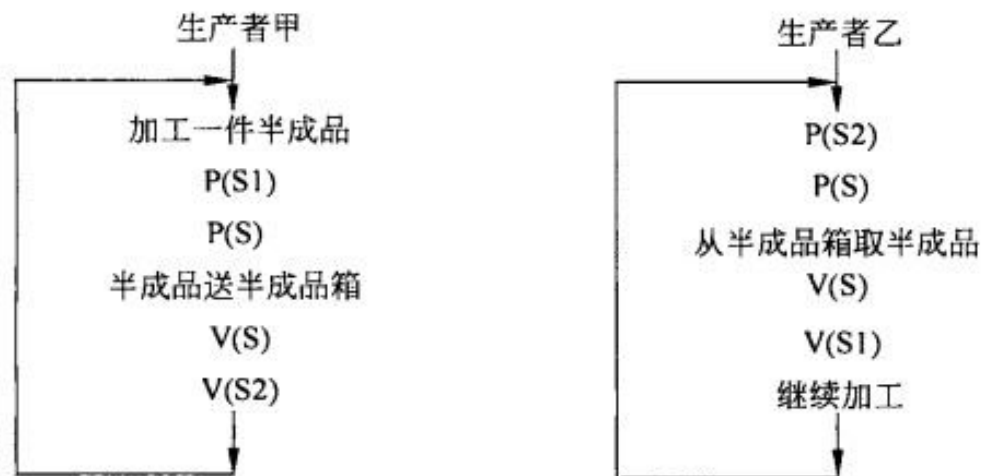 生产者甲
加工一件半成品
P(S1)
P(S)
半成品送半成品箱
V(S)
V(S2)
生产者乙
P(S2)
P(S)
从半成品箱取半成品
V(S)
V(S1)
继续加工